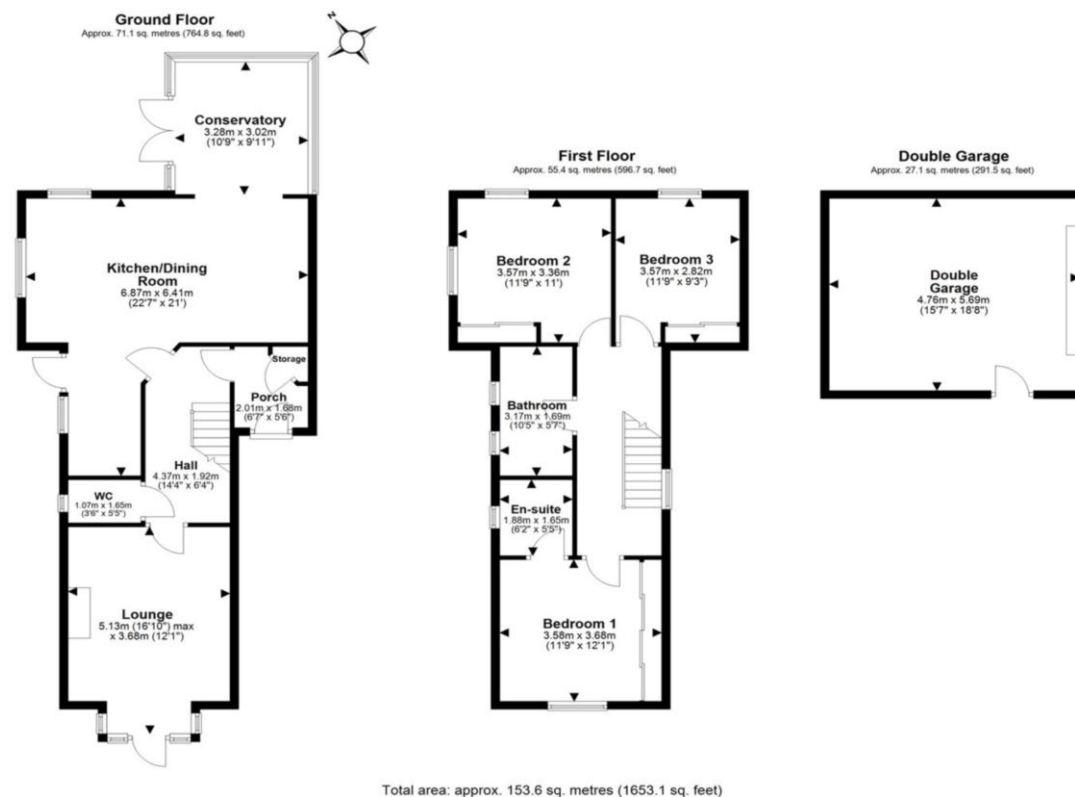 Ground Floor
Approx. 71.1 sq. metres (764.8 sq. feet)
N
Conservatory
3.28m x 3.02m
(10'9" x 9'11")
Kitchen/Dining
Room
6.87m x 6.41m
(22'7" x 21')
Storage
Porch
2.01m x 1.68m
(6'7" x 5'6")
Hall
4.37m x 1.92m
(14'4" x 6'4")
WC
1.07m x 1.65m
(3'6" x 5'5")
Lounge
5.13m (16'10") max
x 3.68m (12'1")
First Floor
Approx. 55.4 sq. metres (596.7 sq. feet)
Bedroom 2
3.57m x 3.36m
(11'9" x 11')
Bedroom 3
3.57m x 2.82m
(11'9" x 9'3")
Bathroom
3.17m x 1.69m
(10'5" x 5'7")
En-suite
1.88m x 1.65m
(6'2" x 5'5")
Bedroom 1
3.58m x 3.68m
(11'9" x 12'1")
Double Garage
Approx. 27.1 sq. metres (291.5 sq. feet)
Double
Garage
4.76m x 5.69m
(15'7" x 18'8")
Total area: approx. 153.6 sq. metres (1653.1 sq. feet)